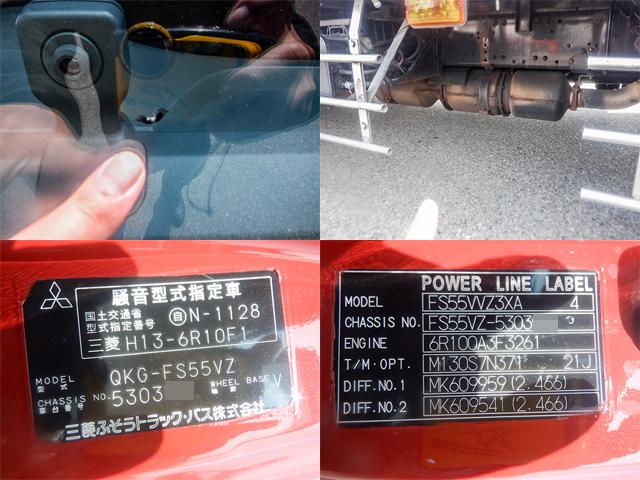 騒音型式指定車
国土交通省
型式指定番号 自N-1128
三菱 H13-6R10F1
MODEL
型式 QKG-FS55VZ
CHASSIS NO. 5303 WHEEL BASE V
車台番号 軸距
三菱ふそうトラック・バス株式会社
POWER LINE LABEL
MODEL FS55VVZ3XA 4
CHASSIS NO. FS55VZ-5303
ENGINE 6R100A3F3261
T/M·OPT. M130S7N371 21J
DIFF.NO.1 MK609959(2.466)
DIFF.NO.2 MK609541(2.466)